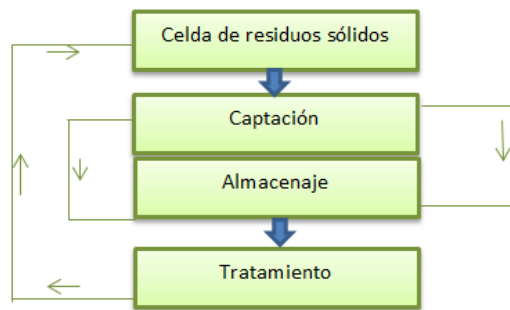 Celda de residuos sólidos
Captación
Almacenaje
Tratamiento